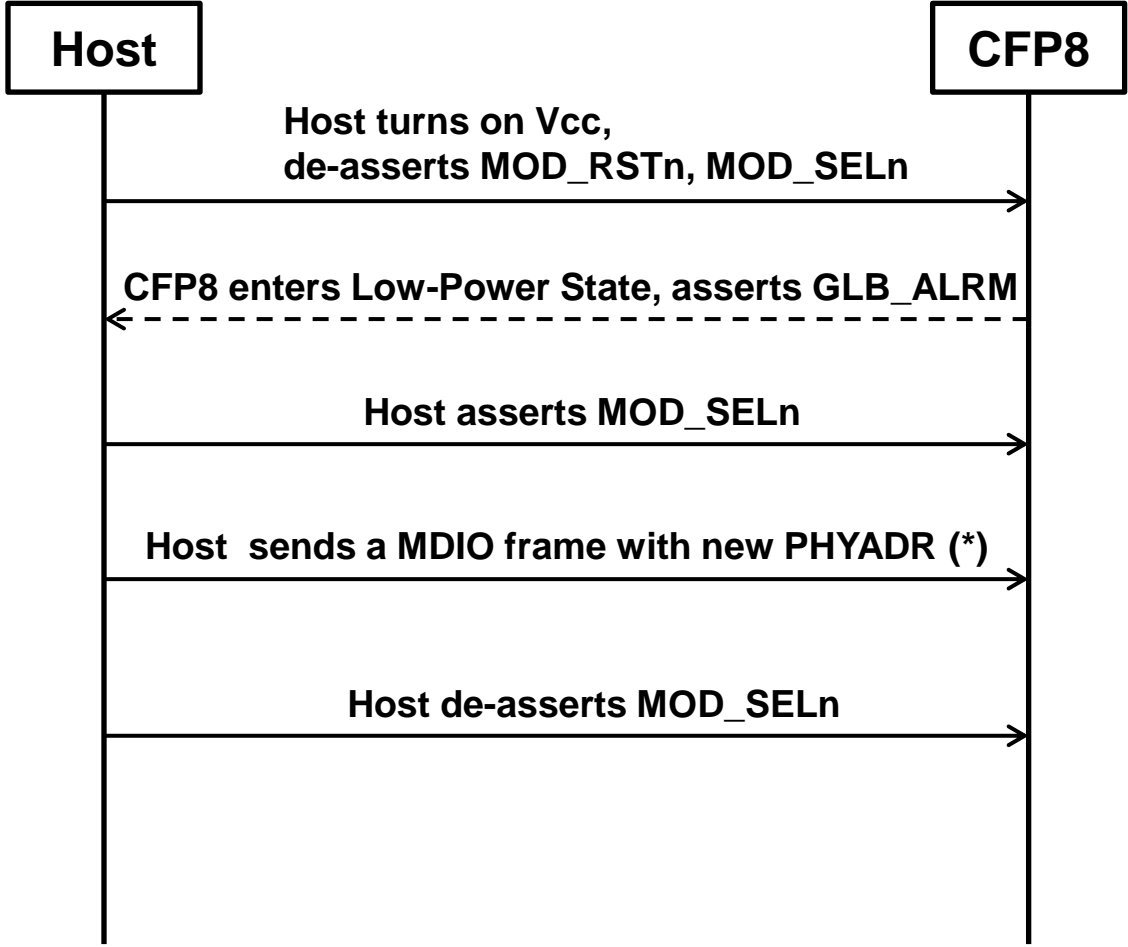 Host
CFP8
Host turns on Vcc,
de-asserts MOD_RSTn, MOD_SELn
CFP8 enters Low-Power State, asserts GLB_ALRM
Host asserts MOD_SELn
Host  sends a MDIO frame with new PHYADR (*)
Host de-asserts MOD_SELn